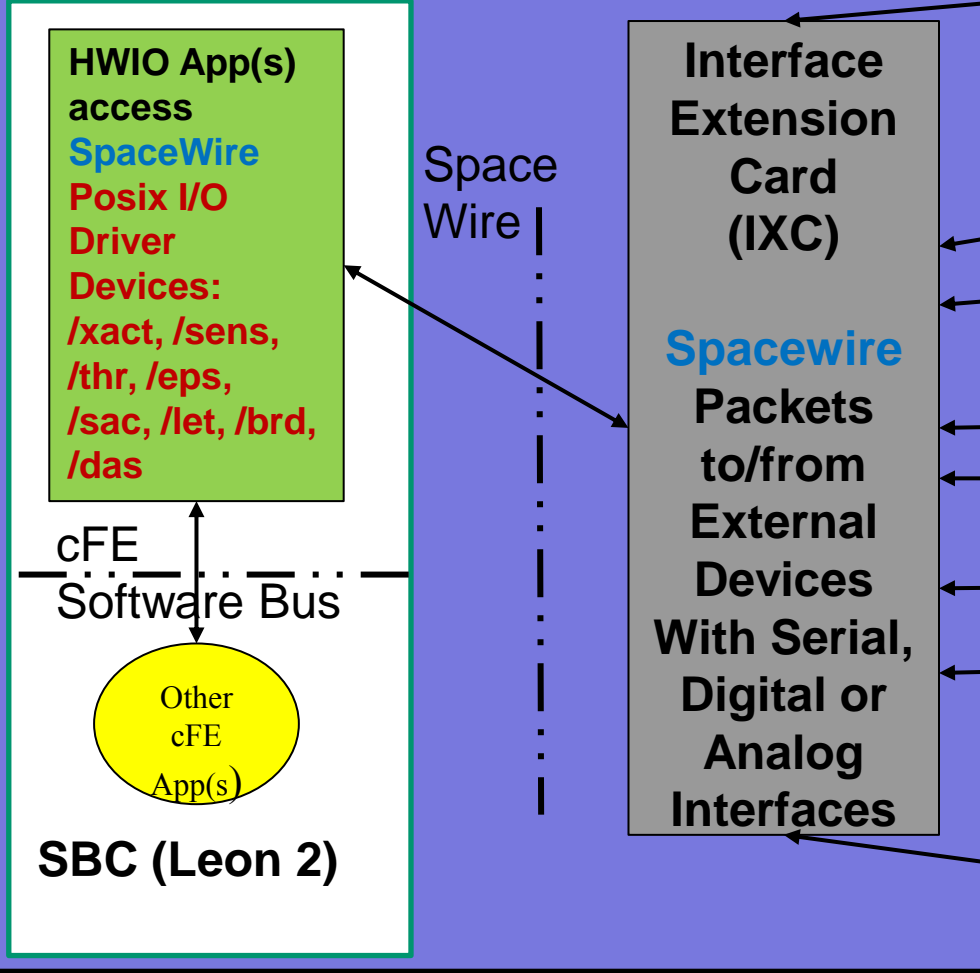 HWIO App(s)
access
SpaceWire
Posix I/O
Driver
Devices:
/xact, /sens,
/thr, /eps,
/sac, /let, /brd,
/das
cFE
Software Bus
Other
cFE
App(s)
SBC (Leon 2)
Space
Wire
Interface
Extension
Card
(IXC)
Spacewire
Packets
to/from
External
Devices
With Serial,
Digital or
Analog
Interfaces